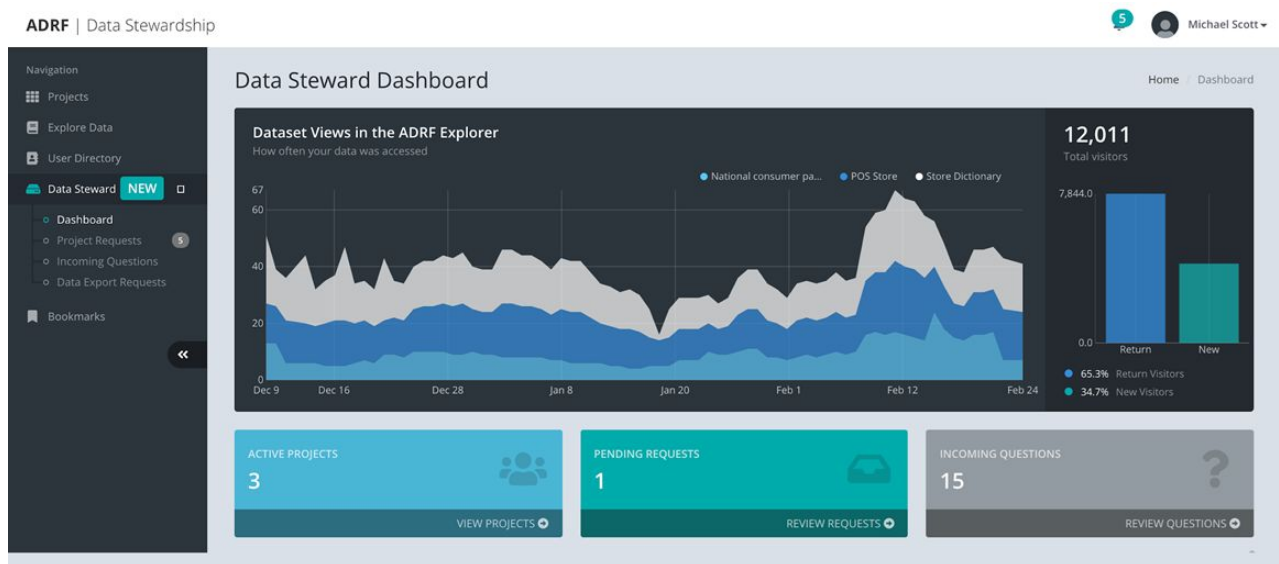 ADRF | Data Stewardship
5
Michael Scott
Navigation
Projects
Explore Data
User Directory
Data Steward NEW
Dashboard
Project Requests 5
Incoming Questions
Data Export Requests
Bookmarks
«
Data Steward Dashboard
Home / Dashboard
Dataset Views in the ADRF Explorer
How often your data was accessed
National consumer pa... POS Store Store Dictionary
67
60
40
20
0
Dec 9 Dec 16 Dec 28 Jan 8 Jan 20 Feb 1 Feb 12 Feb 24
12,011
Total visitors
7,844.0
0.0
Return New
65.3% Return Visitors
34.7% New Visitors
ACTIVE PROJECTS
3
VIEW PROJECTS
PENDING REQUESTS
1
REVIEW REQUESTS
INCOMING QUESTIONS
15
?
REVIEW QUESTIONS